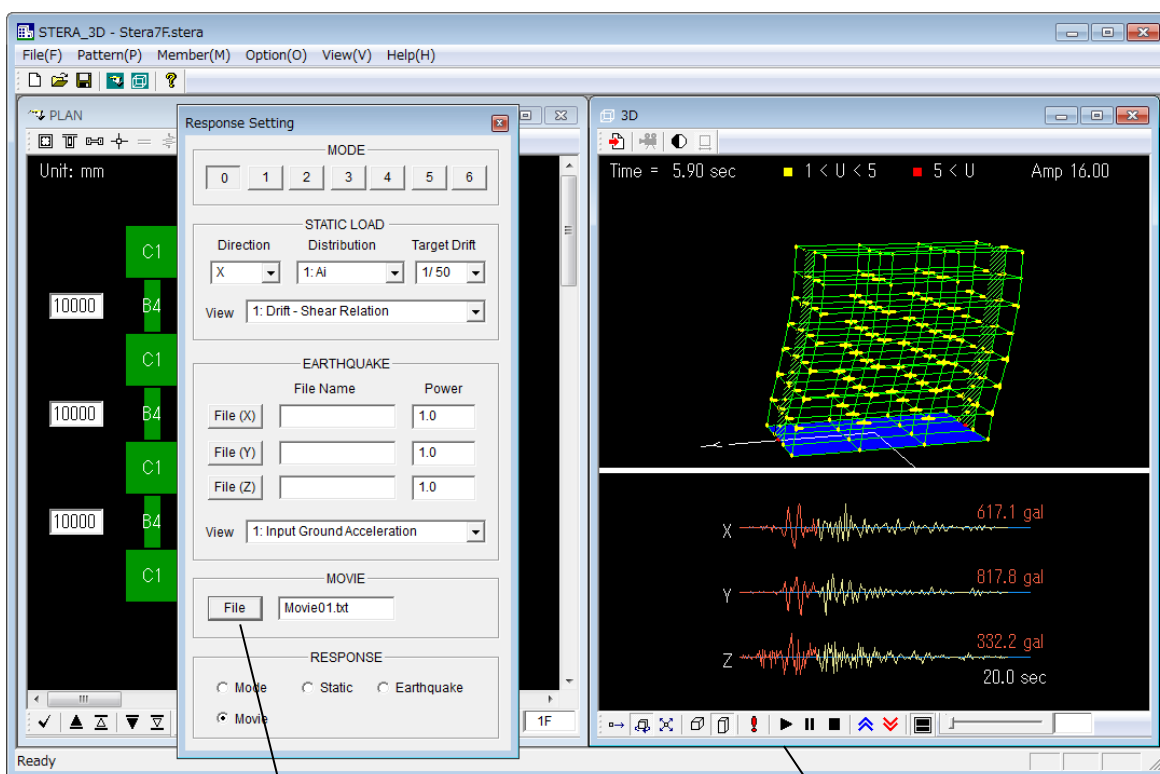 STERA_3D - Stera7F.stera
File(F) Pattern(P) Member(M) Option(O) View(V) Help(H)
PLAN
Unit: mm
C1
10000 B4
C1
10000 B4
C1
10000 B4
C1
1F
Ready
Response Setting
MODE
0 1 2 3 4 5 6
STATIC LOAD
Direction Distribution Target Drift
X 1: Ai 1/ 50
View 1: Drift - Shear Relation
EARTHQUAKE
File Name Power
File (X) 1.0
File (Y) 1.0
File (Z) 1.0
View 1: Input Ground Acceleration
MOVIE
File Movie01.txt
RESPONSE
Mode Static Earthquake
Movie
3D
Time = 5.90 sec 1 < U < 5 5 < U Amp 16.00
617.1 gal
X
817.8 gal
Y
332.2 gal
Z
20.0 sec